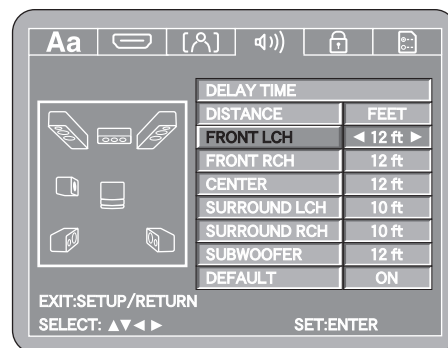 Aa
DELAY TIME
DISTANCE FEET
FRONT LCH ◄ 12 ft ►
FRONT RCH 12 ft
CENTER 12 ft
SURROUND LCH 10 ft
SURROUND RCH 10 ft
SUBWOOFER 12 ft
DEFAULT ON
EXIT:SETUP/RETURN
SELECT: ▲▼◄ ► SET:ENTER